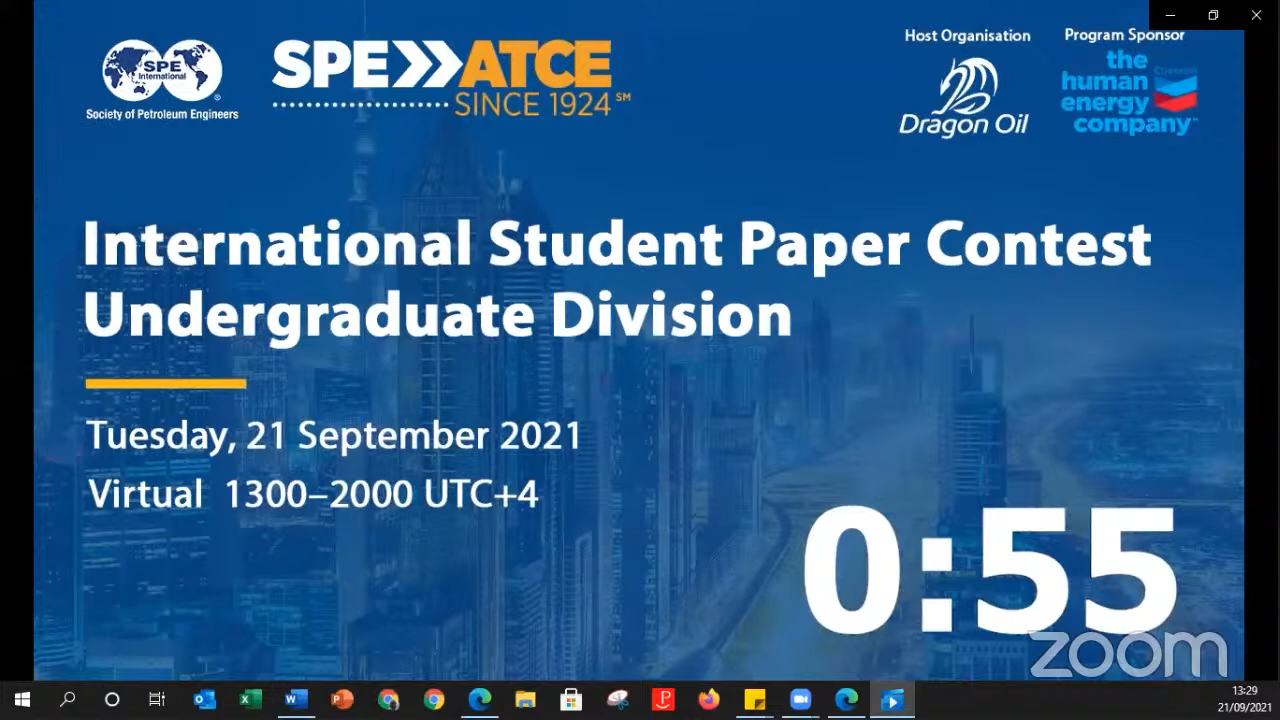 Host Organisation
Program Sponsor
SPE
International
®
Society of Petroleum Engineers
SPE ATCE
SINCE 1924 SM
Dragon Oil
the
human
energy
company™
Chevron
International Student Paper Contest
Undergraduate Division
Tuesday, 21 September 2021
Virtual 1300–2000 UTC+4
0:55
zoom
13:29
21/09/2021